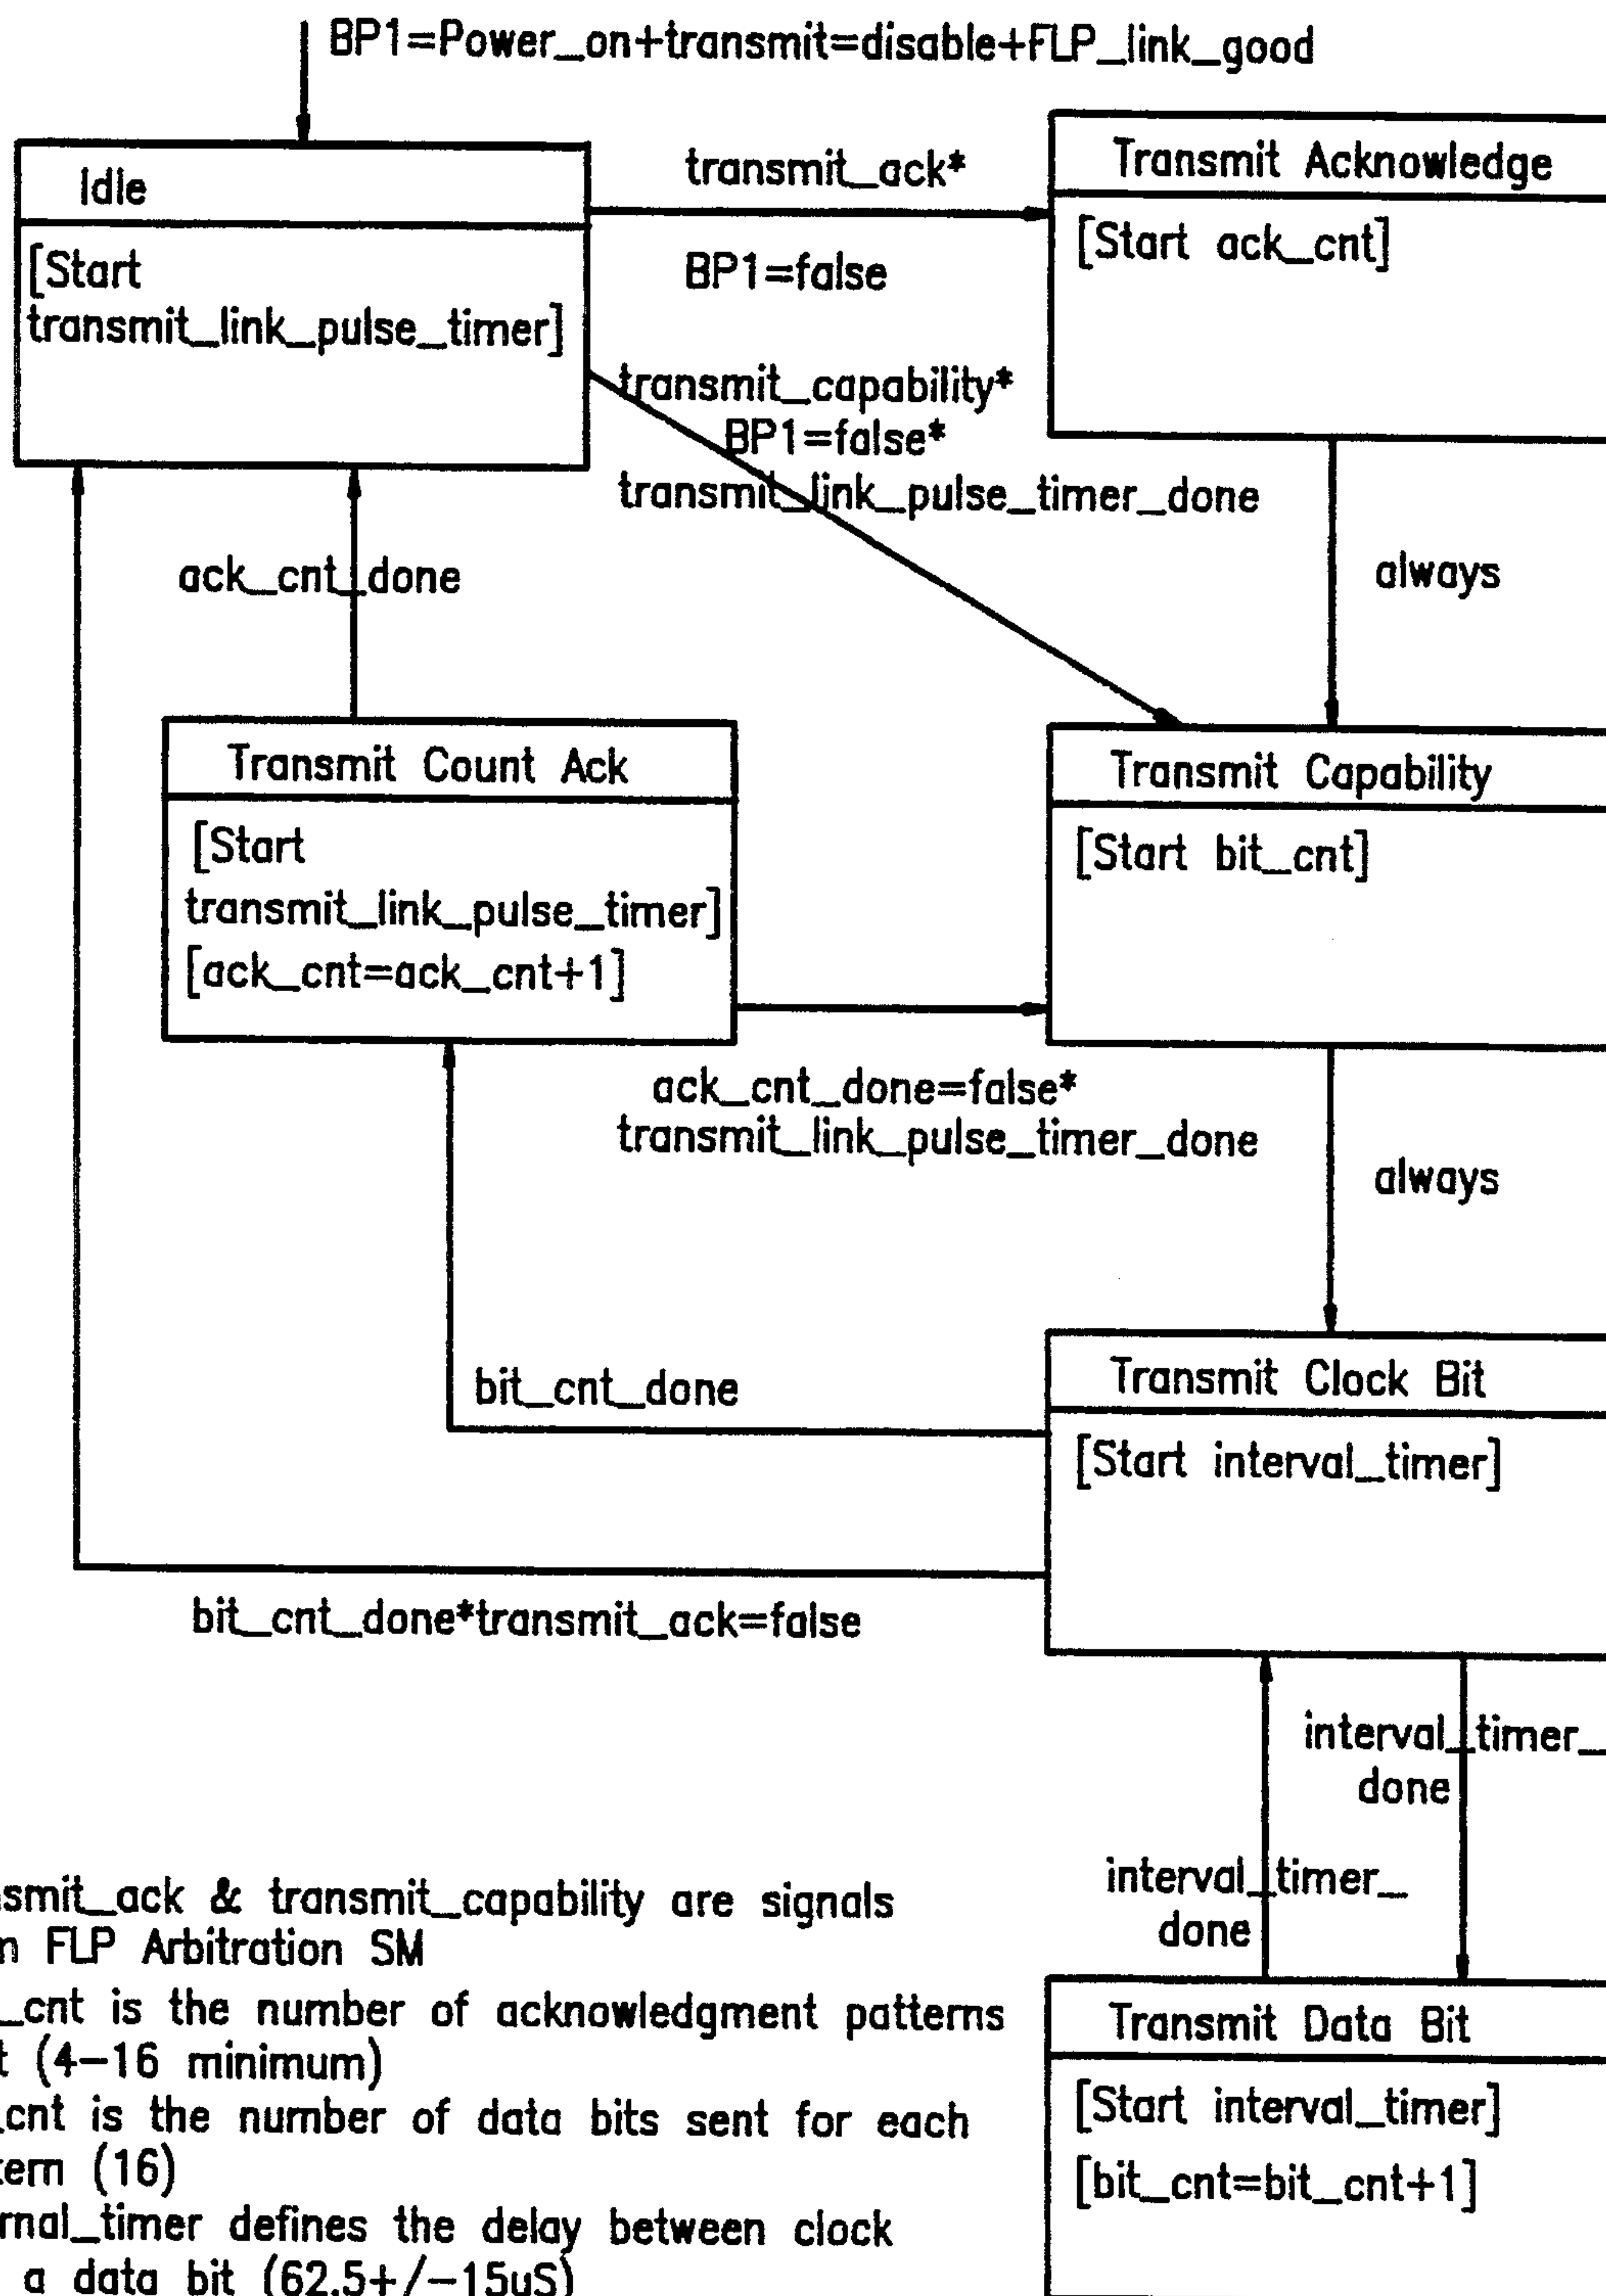 BP1=Power_on+transmit=disable+FLP_link_good
Idle
[Start
transmit_link_pulse_timer]
transmit_ack*
BP1=false
Transmit Acknowledge
[Start ack_cnt]
transmit_capability*
BP1=false*
transmit_link_pulse_timer_done
ack_cnt_done
always
Transmit Count Ack
[Start
transmit_link_pulse_timer]
[ack_cnt=ack_cnt+1]
Transmit Capability
[Start bit_cnt]
ack_cnt_done=false*
transmit_link_pulse_timer_done
always
bit_cnt_done
Transmit Clock Bit
[Start interval_timer]
bit_cnt_done*transmit_ack=false
interval_timer_
done
interval_timer_
done
Transmit Data Bit
[Start interval_timer]
[bit_cnt=bit_cnt+1]
smit_ack & transmit_capability are signals
FLP Arbitration SM
_cnt is the number of acknowledgment patterns
t (4-16 minimum)
cnt is the number of data bits sent for each
tern (16)
rnal_timer defines the delay between clock
a data bit (62.5+/-15uS)